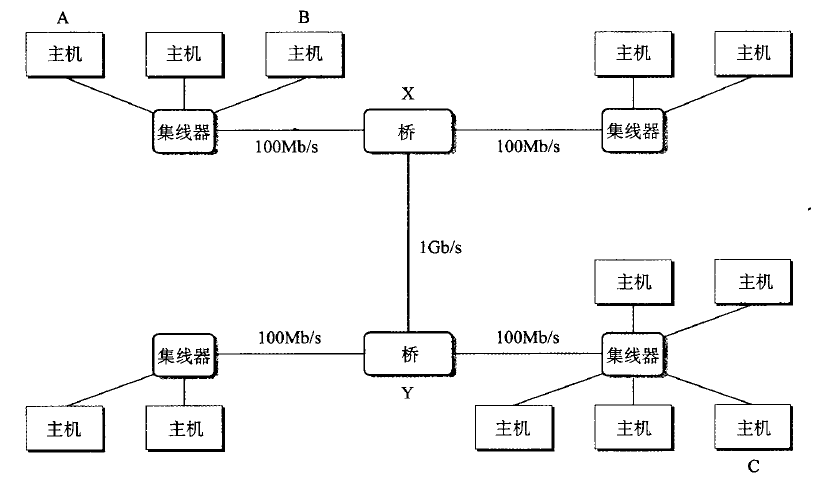 A B
主机 主机 主机 主机 主机
X
集线器 桥 集线器
100Mb/s 100Mb/s
1Gb/s
主机 主机
100Mb/s 100Mb/s
集线器 桥 集线器
Y
主机 主机 主机 主机 主机
C